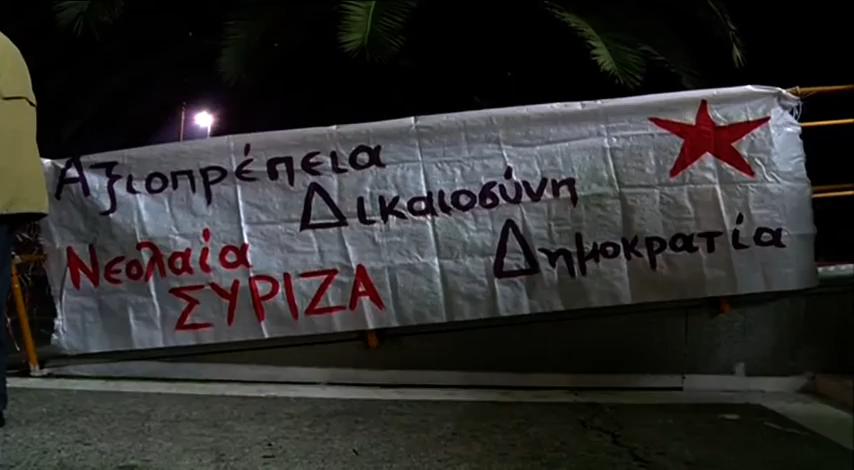 Αξιοπρέπεια
Δικαιοσύνη
Δημοκρατία
Νεολαία
ΣΥΡΙΖΑ